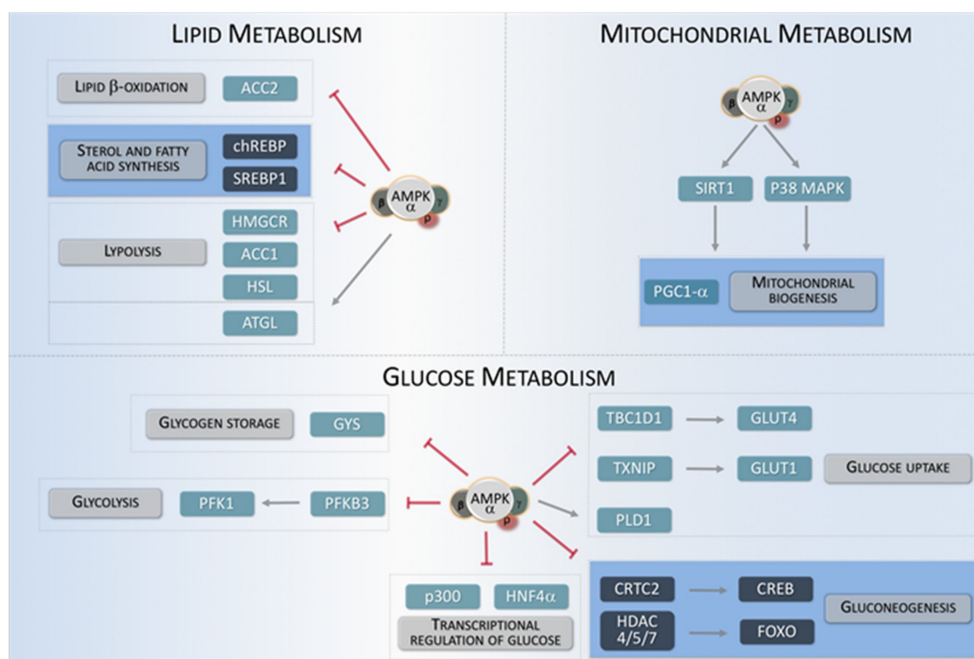 LIPID METABOLISM
LIPID β-OXIDATION
ACC2
STEROL AND FATTY
ACID SYNTHESIS
chREBP
SREBP1
LYPOLYSIS
HMGCR
ACC1
HSL
ATGL
β
AMPK
α
γ
p
MITOCHONDRIAL METABOLISM
β
AMPK
α
γ
p
SIRT1
P38 MAPK
PGC1-α
MITOCHONDRIAL
BIOGENESIS
GLUCOSE METABOLISM
GLYCOGEN STORAGE
GYS
GLYCOLYSIS
PFK1
PFKB3
β
AMPK
α
γ
p
p300
HNF4α
TRANSCRIPTIONAL
REGULATION OF GLUCOSE
TBC1D1
GLUT4
TXNIP
GLUT1
GLUCOSE UPTAKE
PLD1
CRTC2
CREB
HDAC
4/5/7
FOXO
GLUCONEOGENESIS